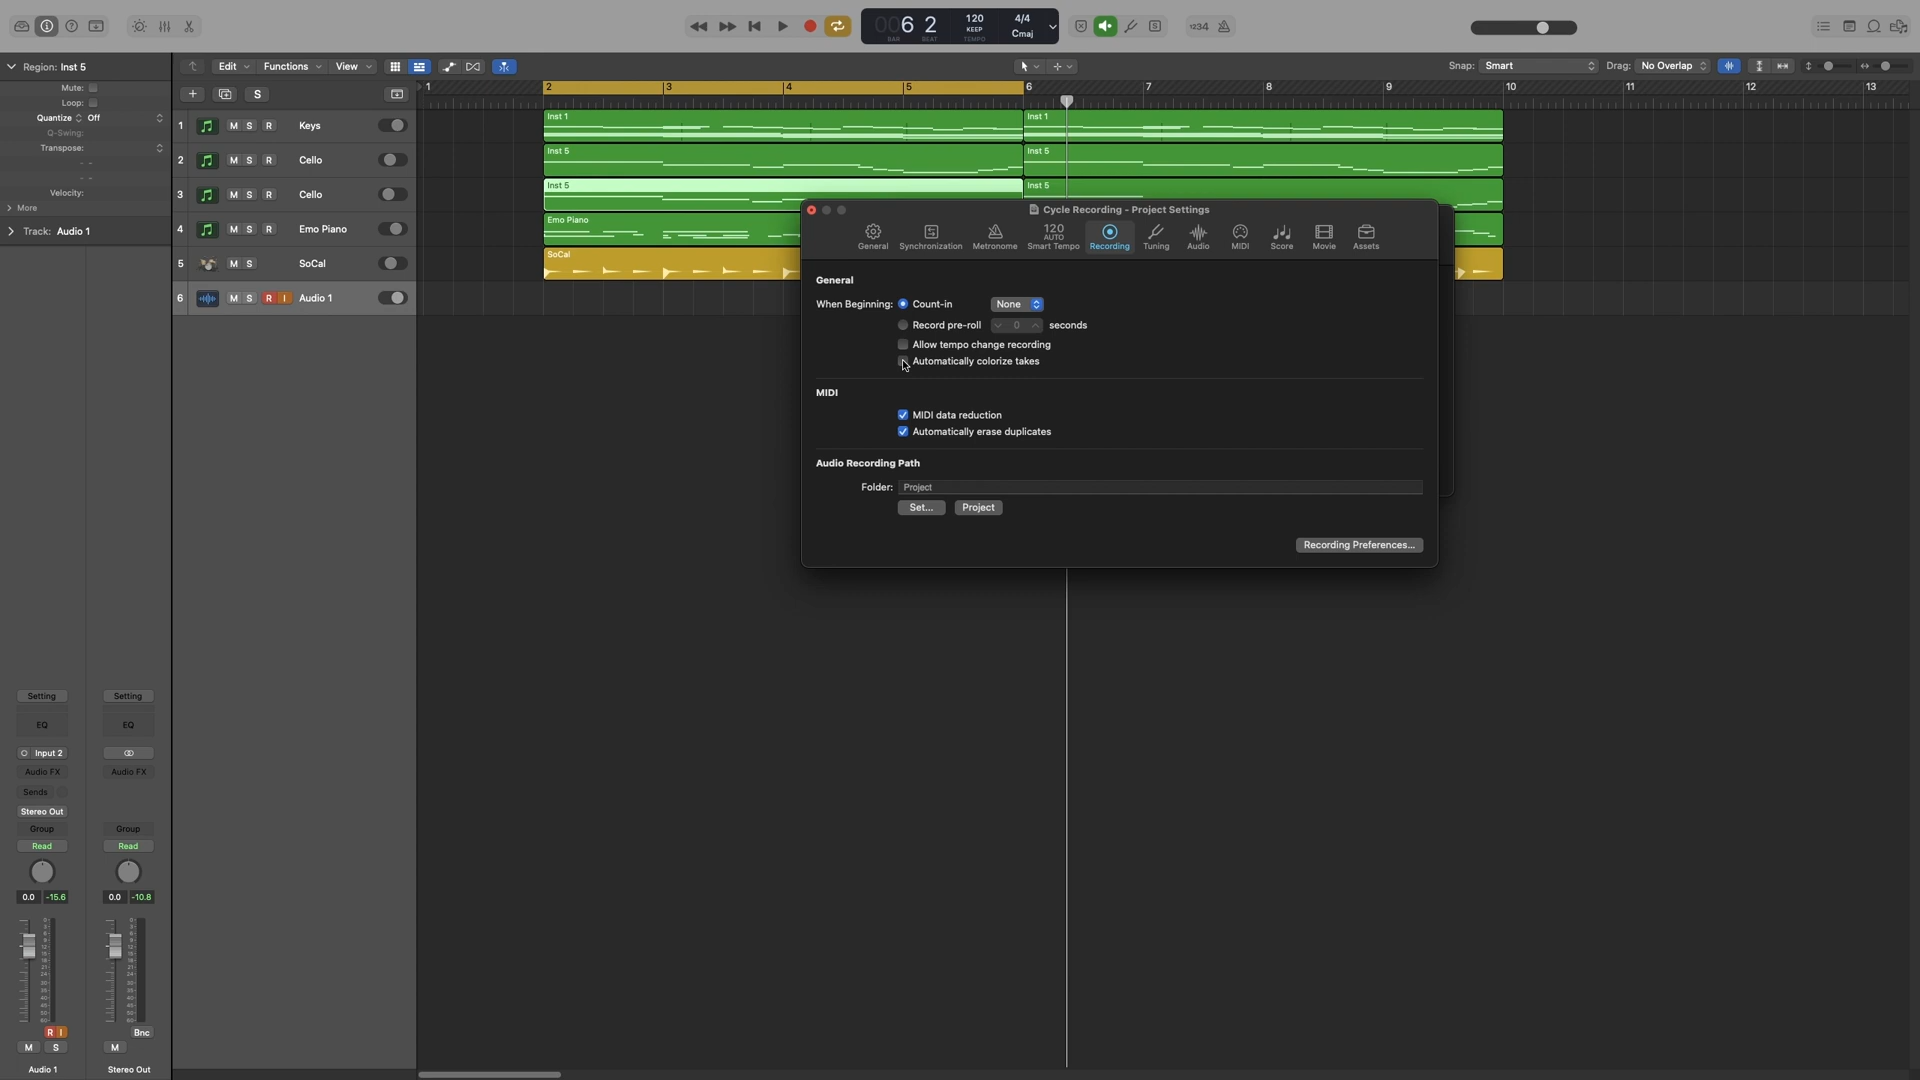 006 2
BAR BEAT
120
KEEP
TEMPO
4/4
Cmaj
1234
Region: Inst 5
Mute:
Loop:
Quantize Off
Q-Swing:
Transpose:
Velocity:
More
Track: Audio 1
Edit Functions View
Snap: Smart Drag: No Overlap
S
1 2 3 4 5 6 7 8 9 10 11 12 13
1 M S R Keys
2 M S R Cello
3 M S R Cello
4 M S R Emo Piano
5 M S SoCal
6 M S R I Audio 1
Inst 1 Inst 1
Inst 5 Inst 5
Inst 5 Inst 5
Emo Piano
SoCal
Cycle Recording - Project Settings
120
AUTO
General Synchronization Metronome Smart Tempo Recording Tuning Audio MIDI Score Movie Assets
General
When Beginning: Count-in None
Record pre-roll 0 seconds
Allow tempo change recording
Automatically colorize takes
MIDI
MIDI data reduction
Automatically erase duplicates
Audio Recording Path
Folder: Project
Set... Project
Recording Preferences...
Setting Setting
EQ EQ
Input 2
Audio FX Audio FX
Sends
Stereo Out
Group Group
Read Read
0.0 -15.6 0.0 -10.8
R I Bnc
M S M
Audio 1 Stereo Out